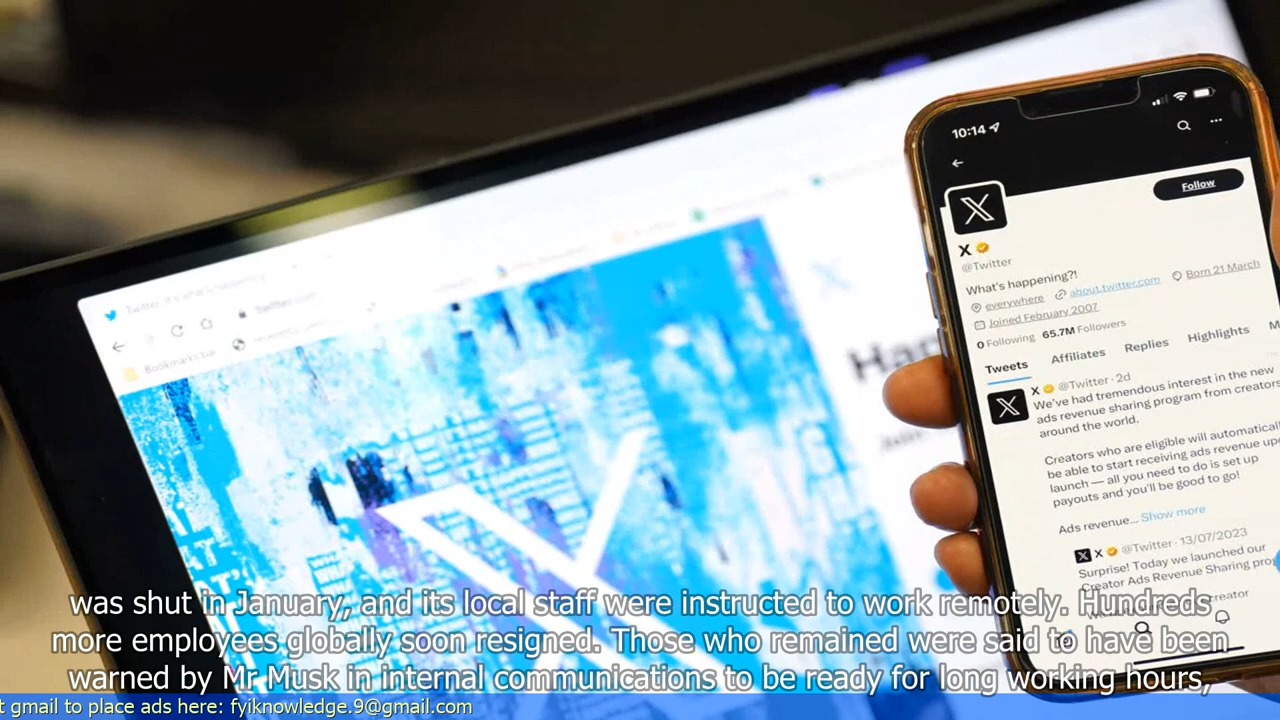 10:14
Follow
X
@Twitter
What's happening?!
everywhere about.twitter.com Born 21 March
Joined February 2007
0 Following 65.7M Followers
Tweets Affiliates Replies Highlights M
X @Twitter · 2d
We've had tremendous interest in the new
ads revenue sharing program from creators
around the world.
Creators who are eligible will automatically
be able to start receiving ads revenue up
launch — all you need to do is set up
payouts and you'll be good to go!
Ads revenue... Show more
X @Twitter · 13/07/2023
Surprise! Today we launched our
Creator Ads Revenue Sharing pro
creator
Bookmarks bar
was shut in January, and its local staff were instructed to work remotely. Hundreds
more employees globally soon resigned. Those who remained were said to have been
warned by Mr Musk in internal communications to be ready for long working hours,
t gmail to place ads here: fyiknowledge.9@gmail.com